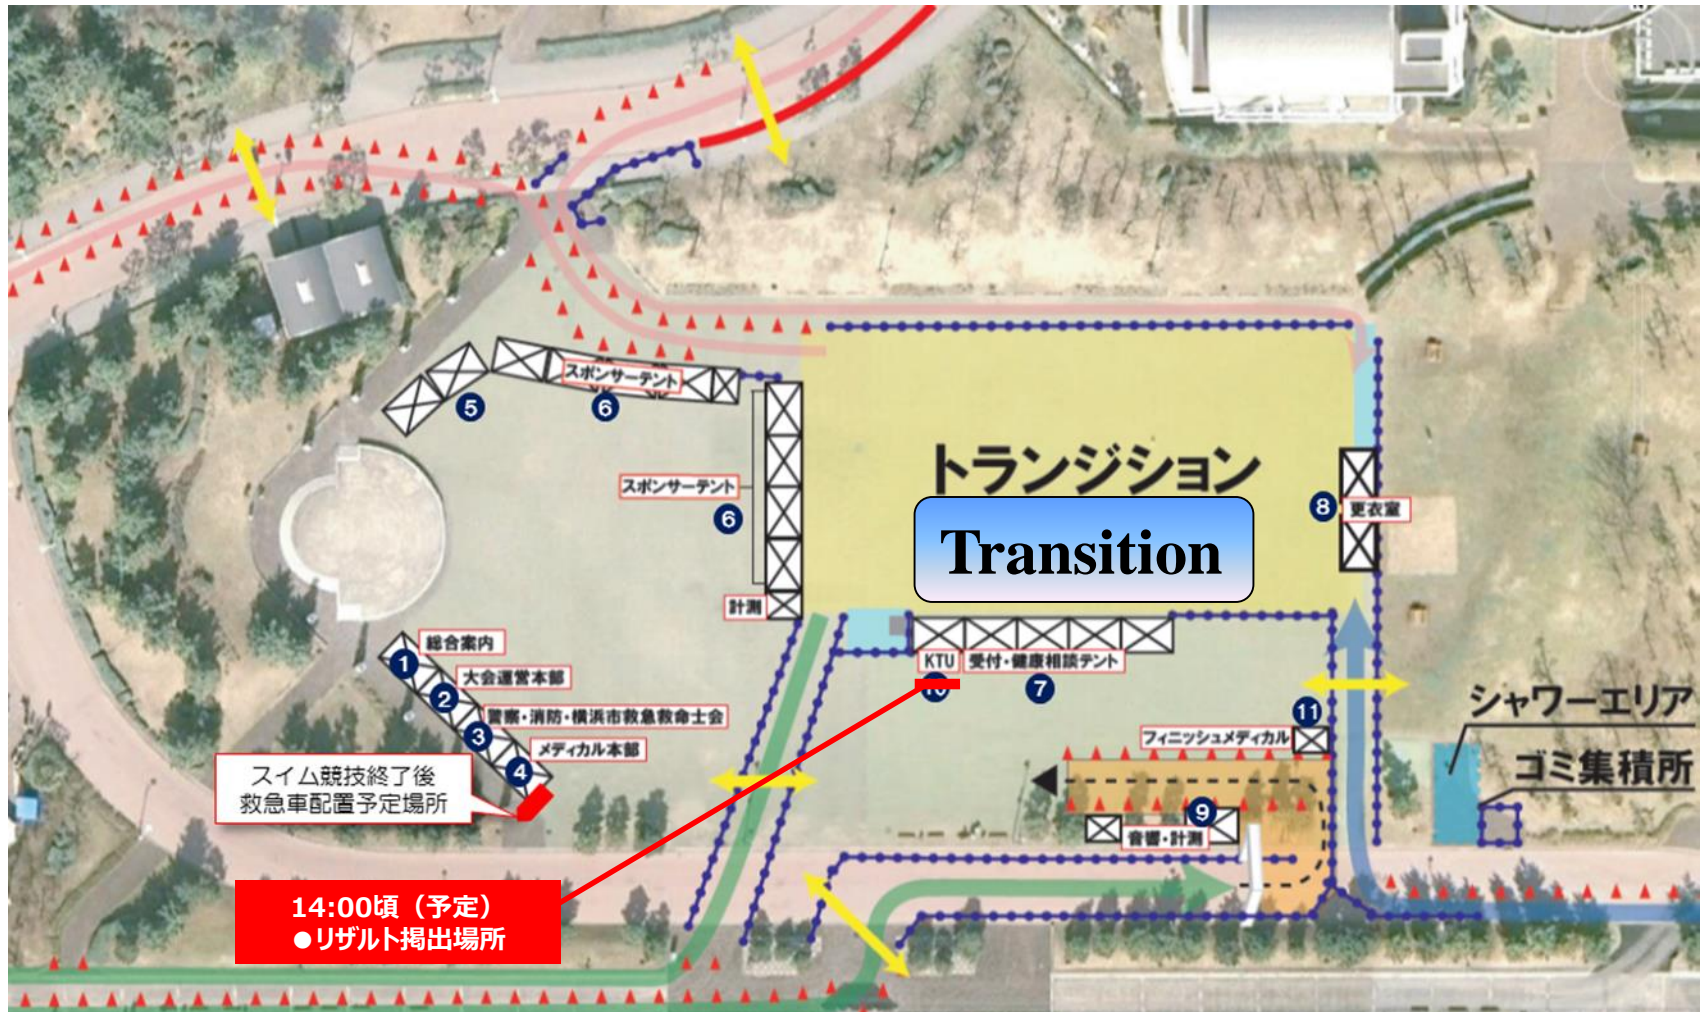 スポンサーテント
5
6
トランジション
スポンサーテント
6
Transition
8
更衣室
計測
総合案内
1
大会運営本部
2
警察・消防・横浜市救急救命士会
3
メディカル本部
4
KTU
受付・健康相談テント
10
7
11
フィニッシュメディカル
シャワーエリア
ゴミ集積所
スイム競技終了後
救急車配置予定場所
9
音響・計測
14:00頃（予定）
●リザルト掲出場所